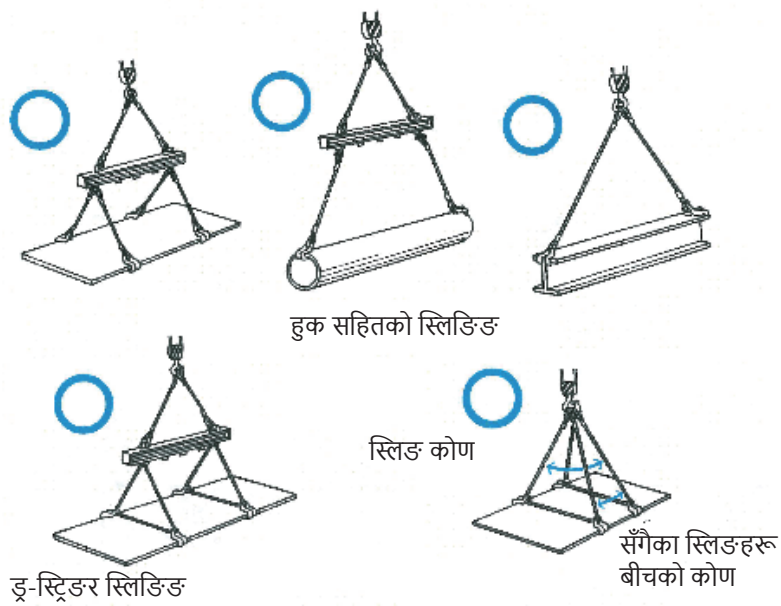 हुक सहितको स्लिङिङ
स्लिङ कोण
सँगैका स्लिङहरू
बीचको कोण
ड्र-स्ट्रिङर स्लिङिङ